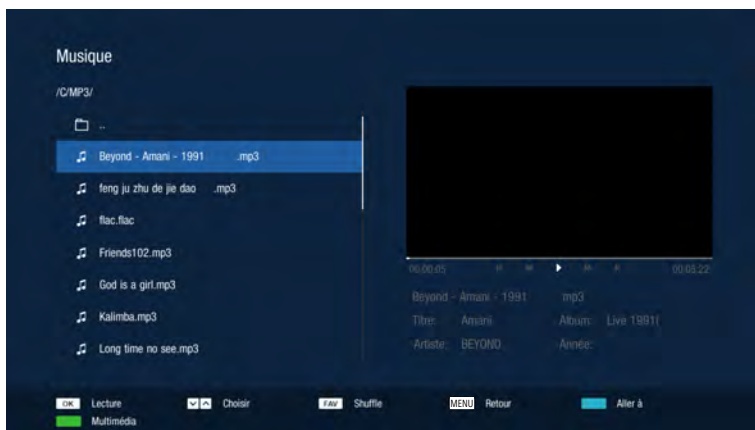 Musique
/C/MP3/
..
Beyond - Amani - 1991 .mp3
feng ju zhu de jie dao .mp3
flac.flac
Friends102.mp3
God is a girl.mp3
Kalimba.mp3
Long time no see.mp3
00:00:05 00:05:22
Beyond - Amani - 1991 mp3
Titre: Amani Album: Live 1991(
Artiste: BEYOND Année:
OK Lecture Choisir FAV Shuffle MENU Retour Aller à
Multimédia